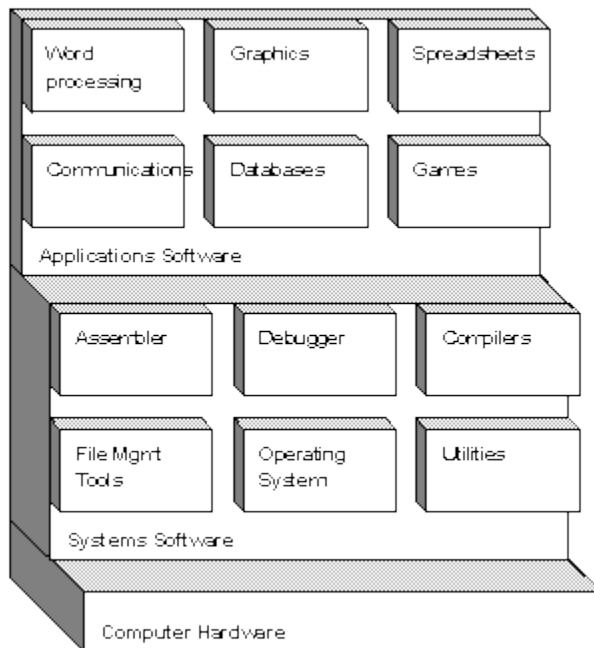 Word
processing
Graphics
Spreadsheets
Communications
Databases
Games
Applications Software
Assembler
Debugger
Compilers
File Mgmt
Tools
Operating
System
Utilities
Systems Software
Computer Hardware